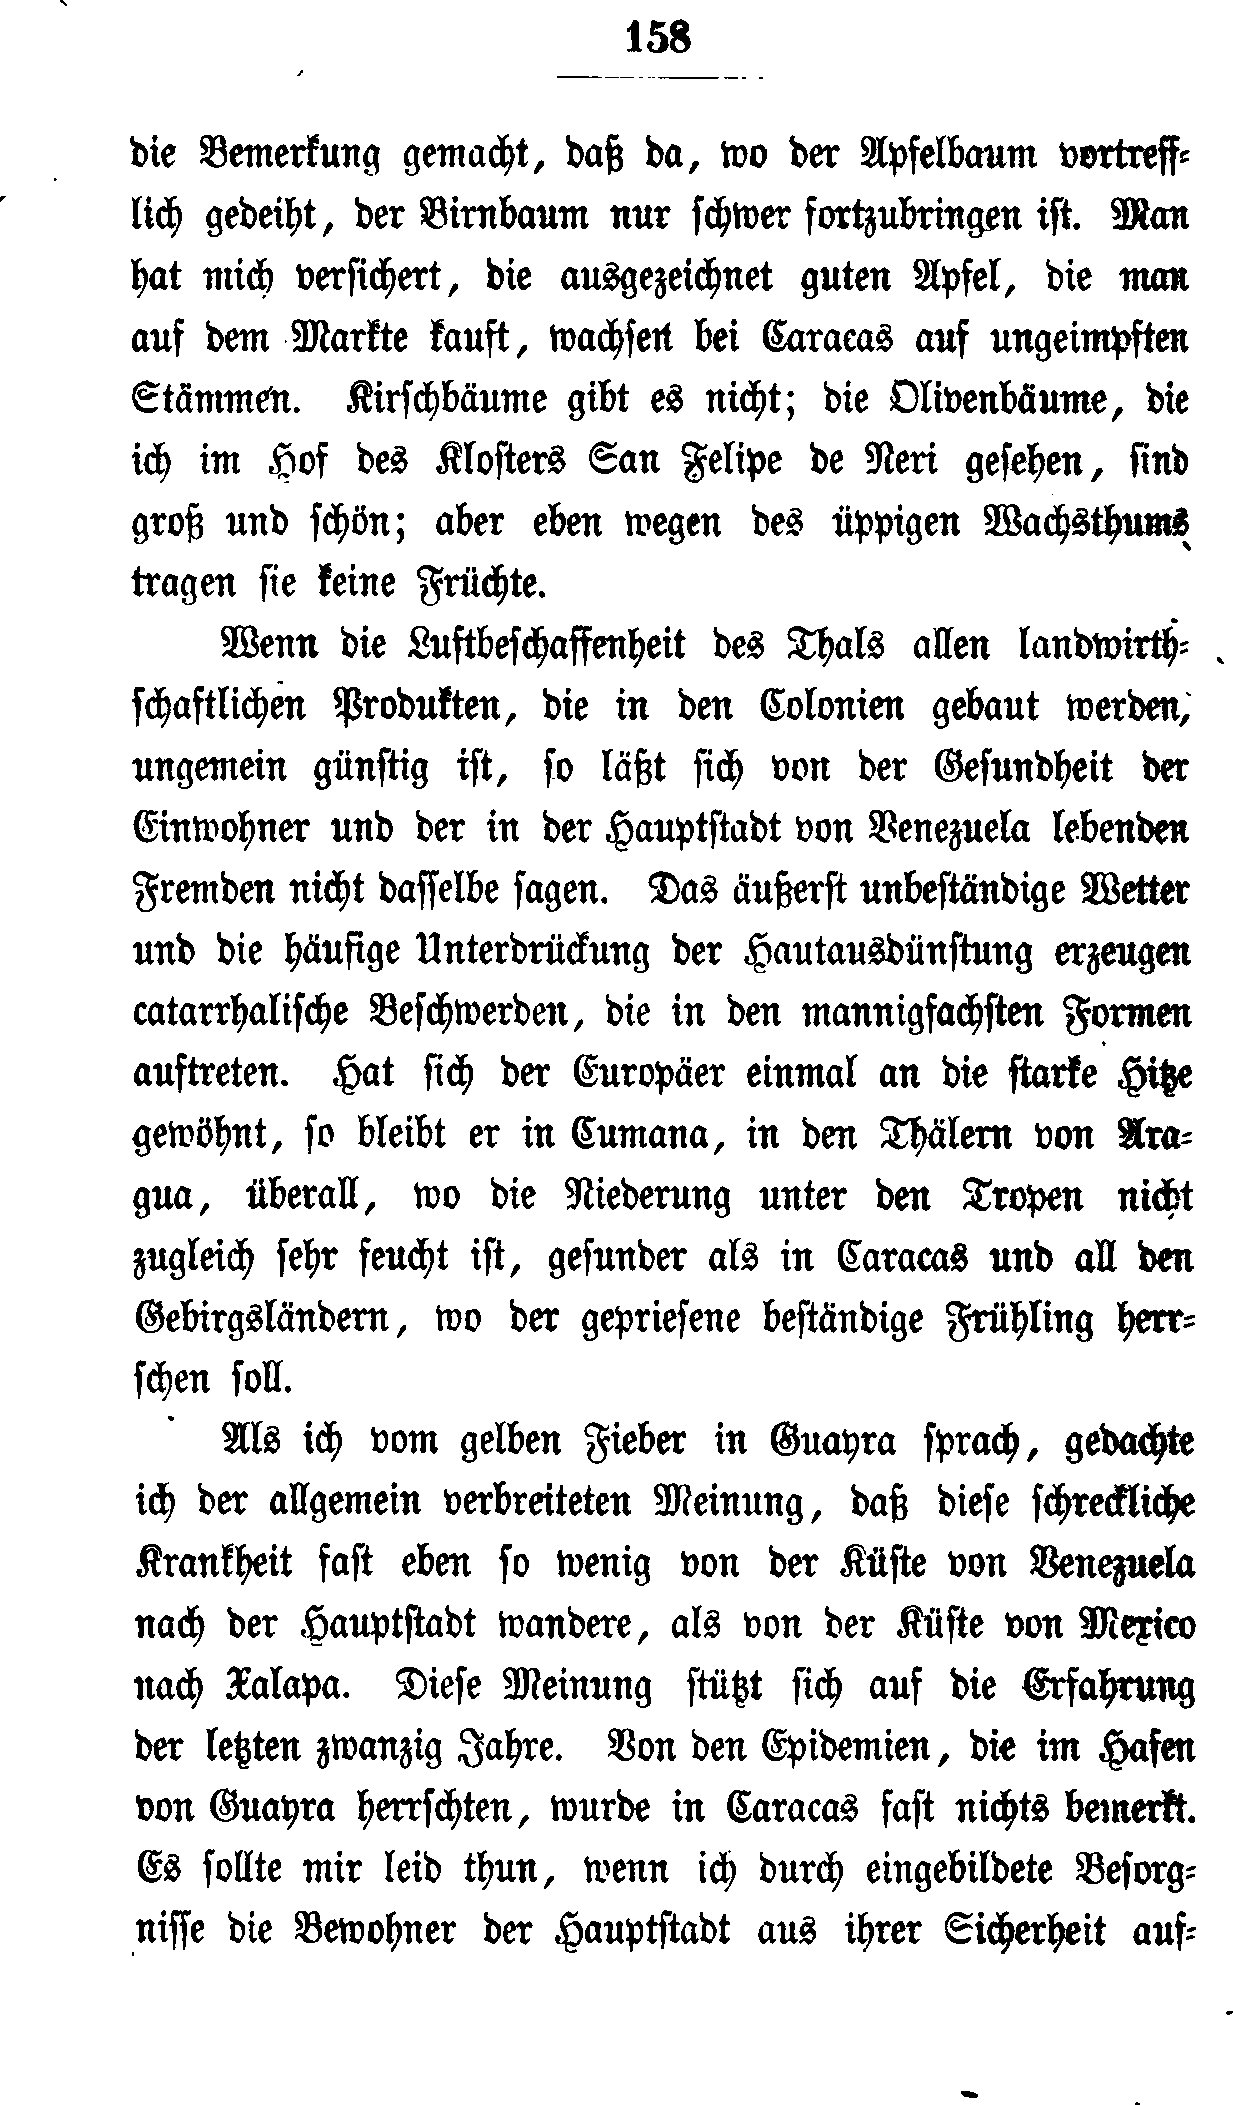 158
die Bemerkung gemacht, daß da, wo der Apfelbaum vortreff-
lich gedeiht, der Birnbaum nur schwer fortzubringen ist. Man
hat mich versichert, die ausgezeichnet guten Apfel, die man
auf dem Markte kauft, wachsen bei Caracas auf ungeimpften
Stämmen. Kirschbäume gibt es nicht; die Olivenbäume, die
ich im Hof des Klosters San Felipe de Neri gesehen, sind
groß und schön; aber eben wegen des üppigen Wachsthums
tragen sie keine Früchte.
Wenn die Luftbeschaffenheit des Thals allen landwirth-
schaftlichen Produkten, die in den Colonien gebaut werden,
ungemein günstig ist, so läßt sich von der Gesundheit der
Einwohner und der in der Hauptstadt von Venezuela lebenden
Fremden nicht dasselbe sagen. Das äußerst unbeständige Wetter
und die häufige Unterdrückung der Hautausdünstung erzeugen
catarrhalische Beschwerden, die in den mannigfachsten Formen
auftreten. Hat sich der Europäer einmal an die starke Hitze
gewöhnt, so bleibt er in Cumana, in den Thälern von Ara-
gua, überall, wo die Niederung unter den Tropen nicht
zugleich sehr feucht ist, gesunder als in Caracas und all den
Gebirgsländern, wo der gepriesene beständige Frühling herr-
schen soll.
Als ich vom gelben Fieber in Guayra sprach, gedachte
ich der allgemein verbreiteten Meinung, daß diese schreckliche
Krankheit fast eben so wenig von der Küste von Venezuela
nach der Hauptstadt wandere, als von der Küste von Mexico
nach Xalapa. Diese Meinung stützt sich auf die Erfahrung
der letzten zwanzig Jahre. Von den Epidemien, die im Hafen
von Guayra herrschten, wurde in Caracas fast nichts bemerkt.
Es sollte mir leid thun, wenn ich durch eingebildete Besorg-
nisse die Bewohner der Hauptstadt aus ihrer Sicherheit auf-